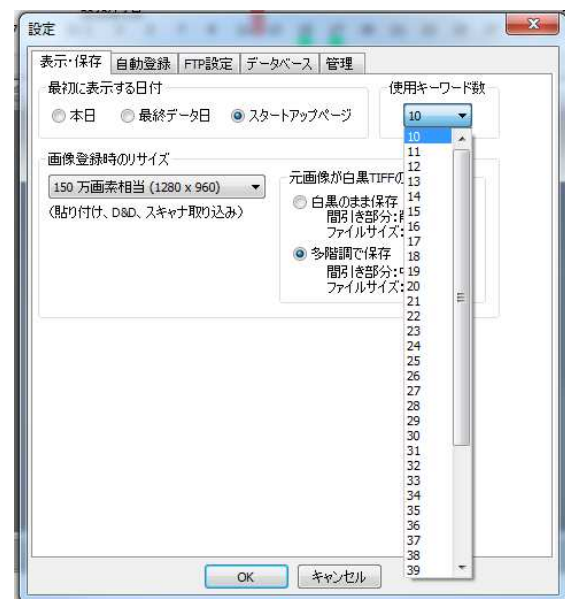 設定
表示・保存 自動登録 FTP設定 データベース 管理
最初に表示する日付
本日 最終データ日 スタートアップページ
使用キーワード数
10
画像登録時のリサイズ
150 万画素相当 (1280 x 960)
(貼り付け、D&D、スキャナ取り込み)
元画像が白黒TIFFの
白黒のまま保存
間引き部分:
ファイルサイズ:
多階調で保存
間引き部分:
ファイルサイズ:
10
11
12
13
14
15
16
17
18
19
20
21
22
23
24
25
26
27
28
29
30
31
32
33
34
35
36
37
38
39
OK キャンセル